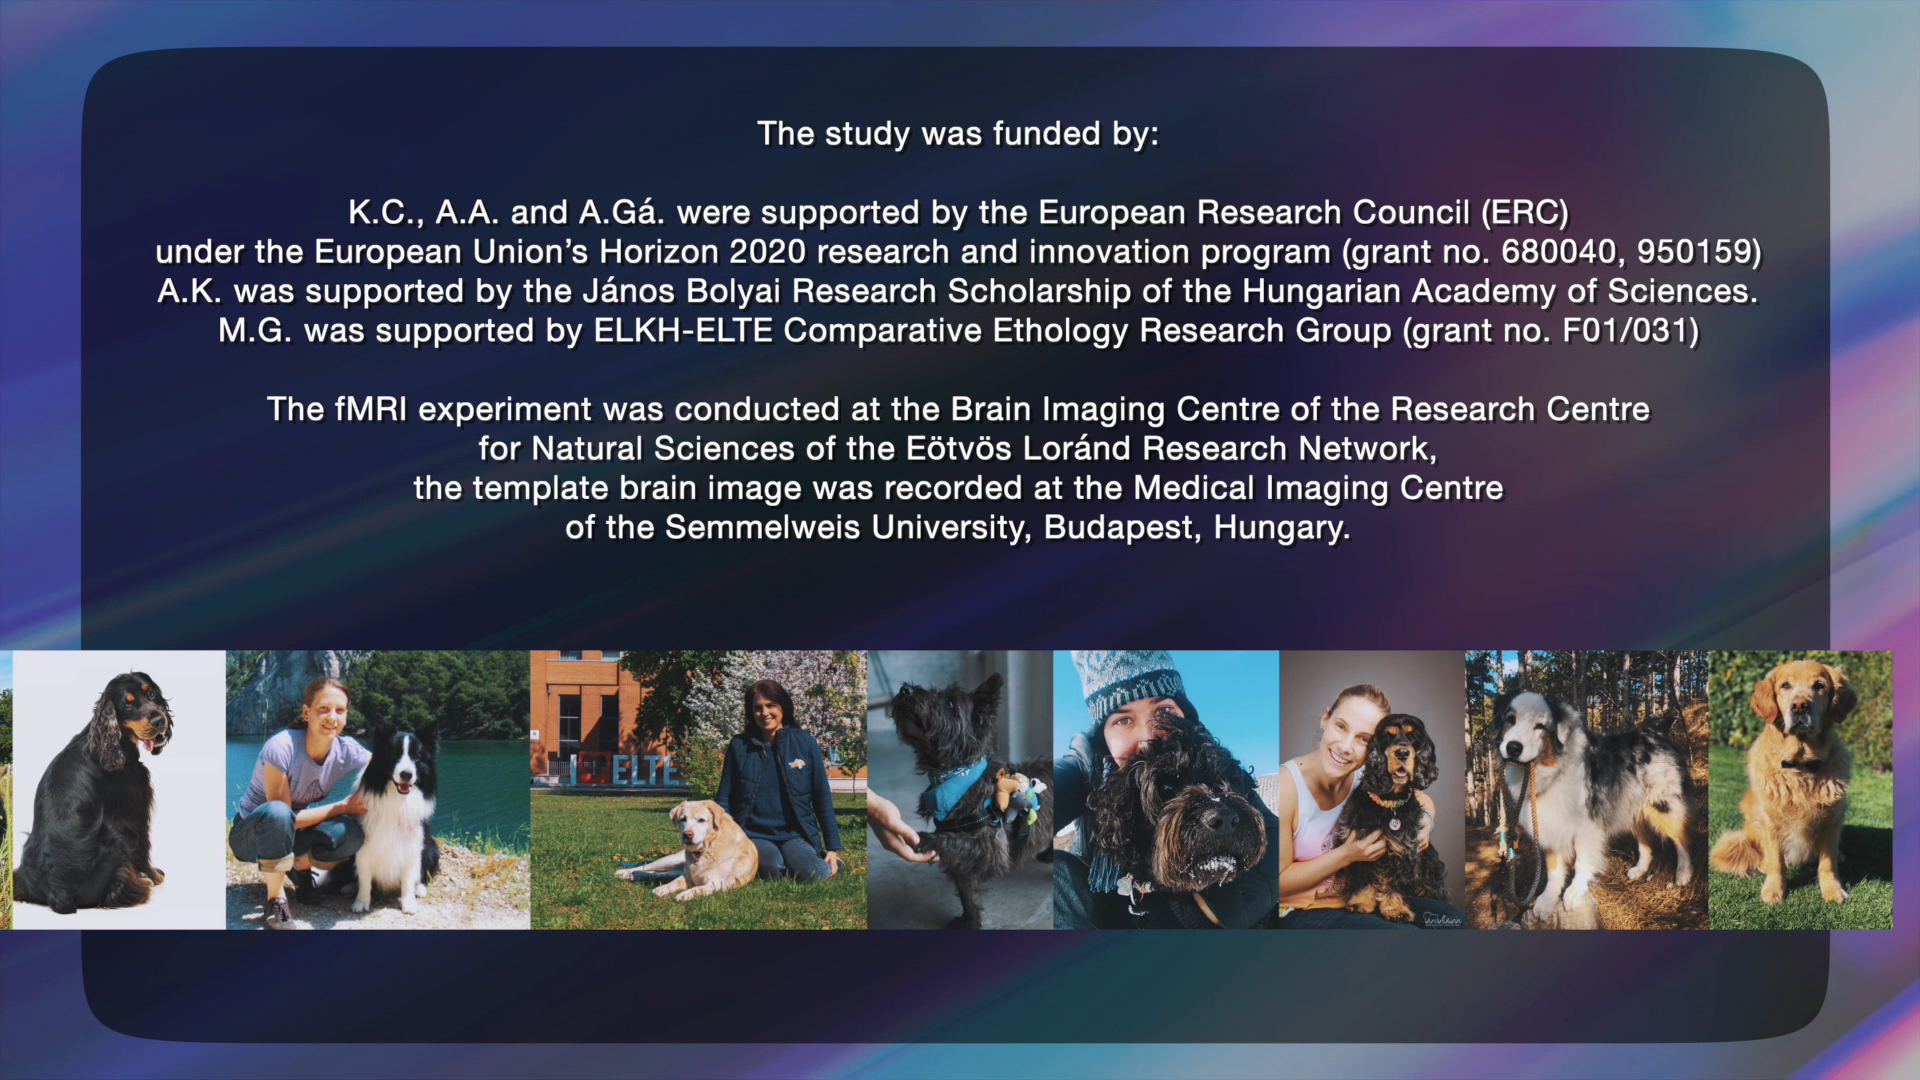 The study was funded by:
K.C., A.A. and A.Gá. were supported by the European Research Council (ERC)
under the European Union’s Horizon 2020 research and innovation program (grant no. 680040, 950159)
A.K. was supported by the János Bolyai Research Scholarship of the Hungarian Academy of Sciences.
M.G. was supported by ELKH-ELTE Comparative Ethology Research Group (grant no. F01/031)
The fMRI experiment was conducted at the Brain Imaging Centre of the Research Centre
for Natural Sciences of the Eötvös Loránd Research Network,
the template brain image was recorded at the Medical Imaging Centre
of the Semmelweis University, Budapest, Hungary.
ELTE